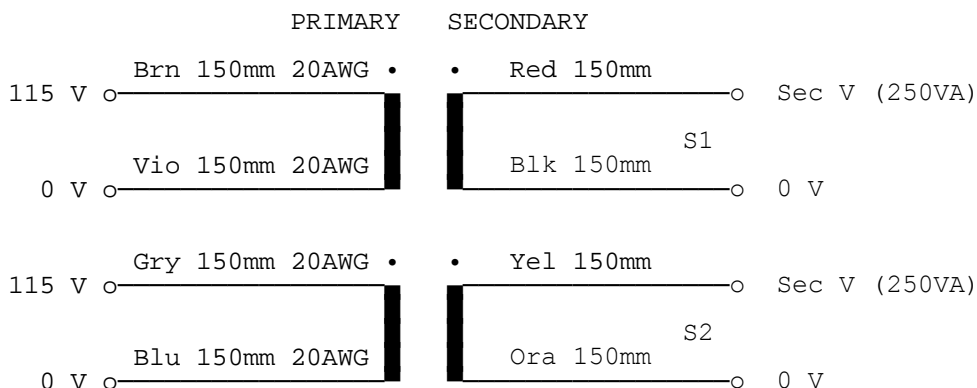 PRIMARY SECONDARY
Brn 150mm 20AWG • • Red 150mm
115 V Sec V (250VA)
S1
Vio 150mm 20AWG Blk 150mm
0 V 0 V
Gry 150mm 20AWG • • Yel 150mm
115 V Sec V (250VA)
S2
Blu 150mm 20AWG Ora 150mm
0 V 0 V